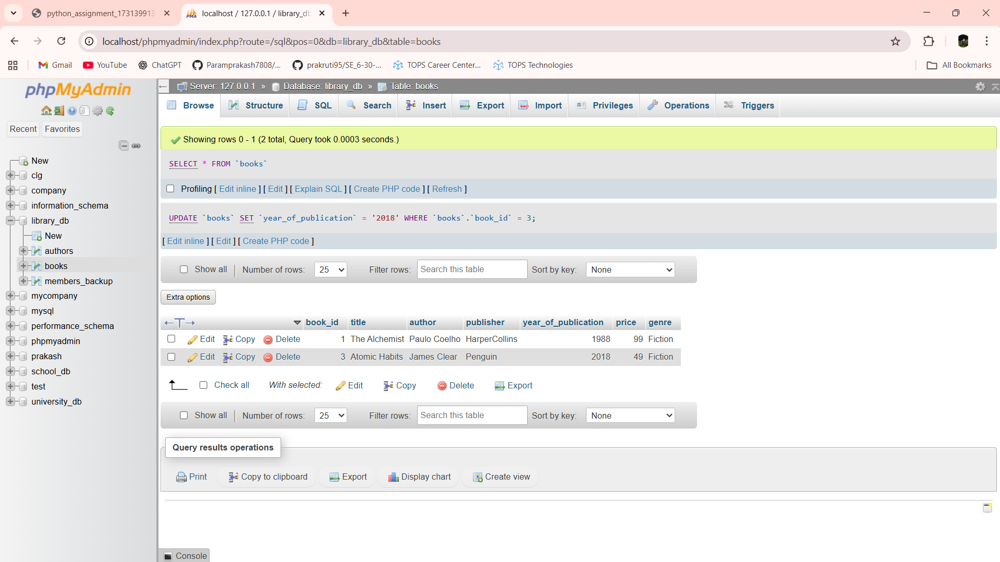 python_assignment_173139913
localhost / 127.0.0.1 / library_db
localhost/phpmyadmin/index.php?route=/sql&pos=0&db=library_db&table=books
Gmail YouTube ChatGPT Paramprakash7808/... prakruti95/SE_6-30-... TOPS Career Center... TOPS Technologies All Bookmarks
phpMyAdmin
Recent Favorites
New
clg
company
information_schema
library_db
New
authors
books
members_backup
mycompany
mysql
performance_schema
phpmyadmin
prakash
school_db
test
university_db
Server: 127.0.0.1 » Database: library_db » Table: books
Browse Structure SQL Search Insert Export Import Privileges Operations Triggers
Showing rows 0 - 1 (2 total, Query took 0.0003 seconds.)
SELECT * FROM `books`
Profiling [ Edit inline ] [ Edit ] [ Explain SQL ] [ Create PHP code ] [ Refresh ]
UPDATE `books` SET `year_of_publication` = '2018' WHERE `books`.`book_id` = 3;
[ Edit inline ] [ Edit ] [ Create PHP code ]
Show all Number of rows: 25 Filter rows: Search this table Sort by key: None
Extra options
book_id title author publisher year_of_publication price genre
Edit Copy Delete 1 The Alchemist Paulo Coelho HarperCollins 1988 99 Fiction
Edit Copy Delete 3 Atomic Habits James Clear Penguin 2018 49 Fiction
Check all With selected: Edit Copy Delete Export
Show all Number of rows: 25 Filter rows: Search this table Sort by key: None
Query results operations
Print Copy to clipboard Export Display chart Create view
Console